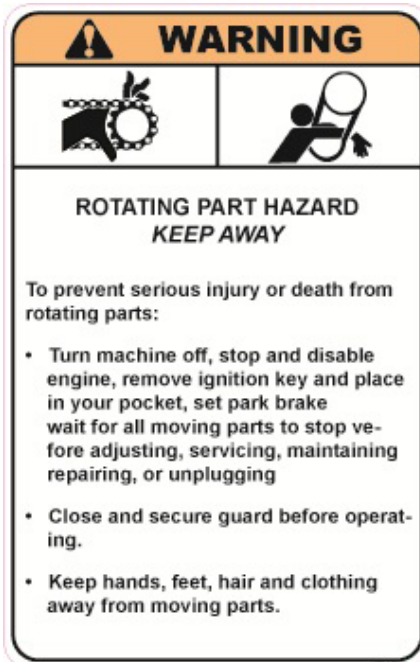 WARNING
ROTATING PART HAZARD
KEEP AWAY
To prevent serious injury or death from
rotating parts:
• Turn machine off, stop and disable
engine, remove ignition key and place
in your pocket, set park brake
wait for all moving parts to stop ve-
fore adjusting, servicing, maintaining
repairing, or unplugging
• Close and secure guard before operat-
ing.
• Keep hands, feet, hair and clothing
away from moving parts.